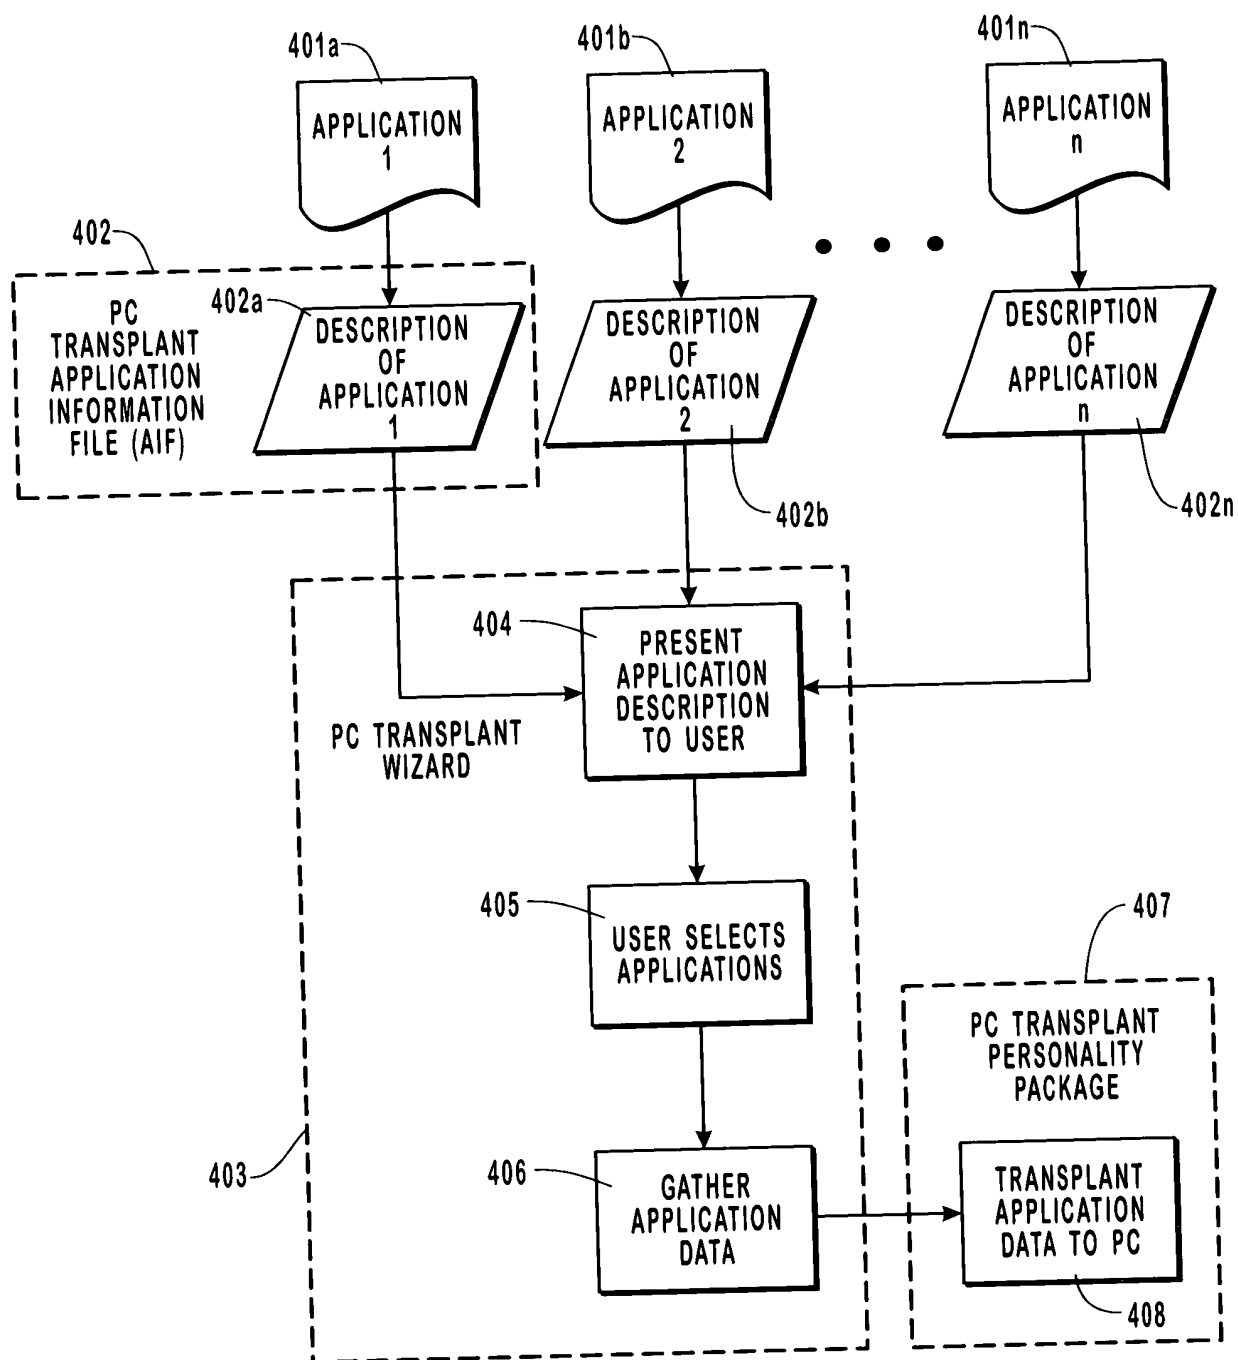 401a
401b
401n
APPLICATION
1
APPLICATION
2
APPLICATION
n
402
PC
TRANSPLANT
APPLICATION
INFORMATION
FILE (AIF)
402a
DESCRIPTION
OF
APPLICATION
1
DESCRIPTION
OF
APPLICATION
2
DESCRIPTION
OF
APPLICATION
n
402b
402n
404
PRESENT
APPLICATION
DESCRIPTION
TO USER
PC TRANSPLANT
WIZARD
405
USER SELECTS
APPLICATIONS
407
PC TRANSPLANT
PERSONALITY
PACKAGE
403
406
GATHER
APPLICATION
DATA
TRANSPLANT
APPLICATION
DATA TO PC
408